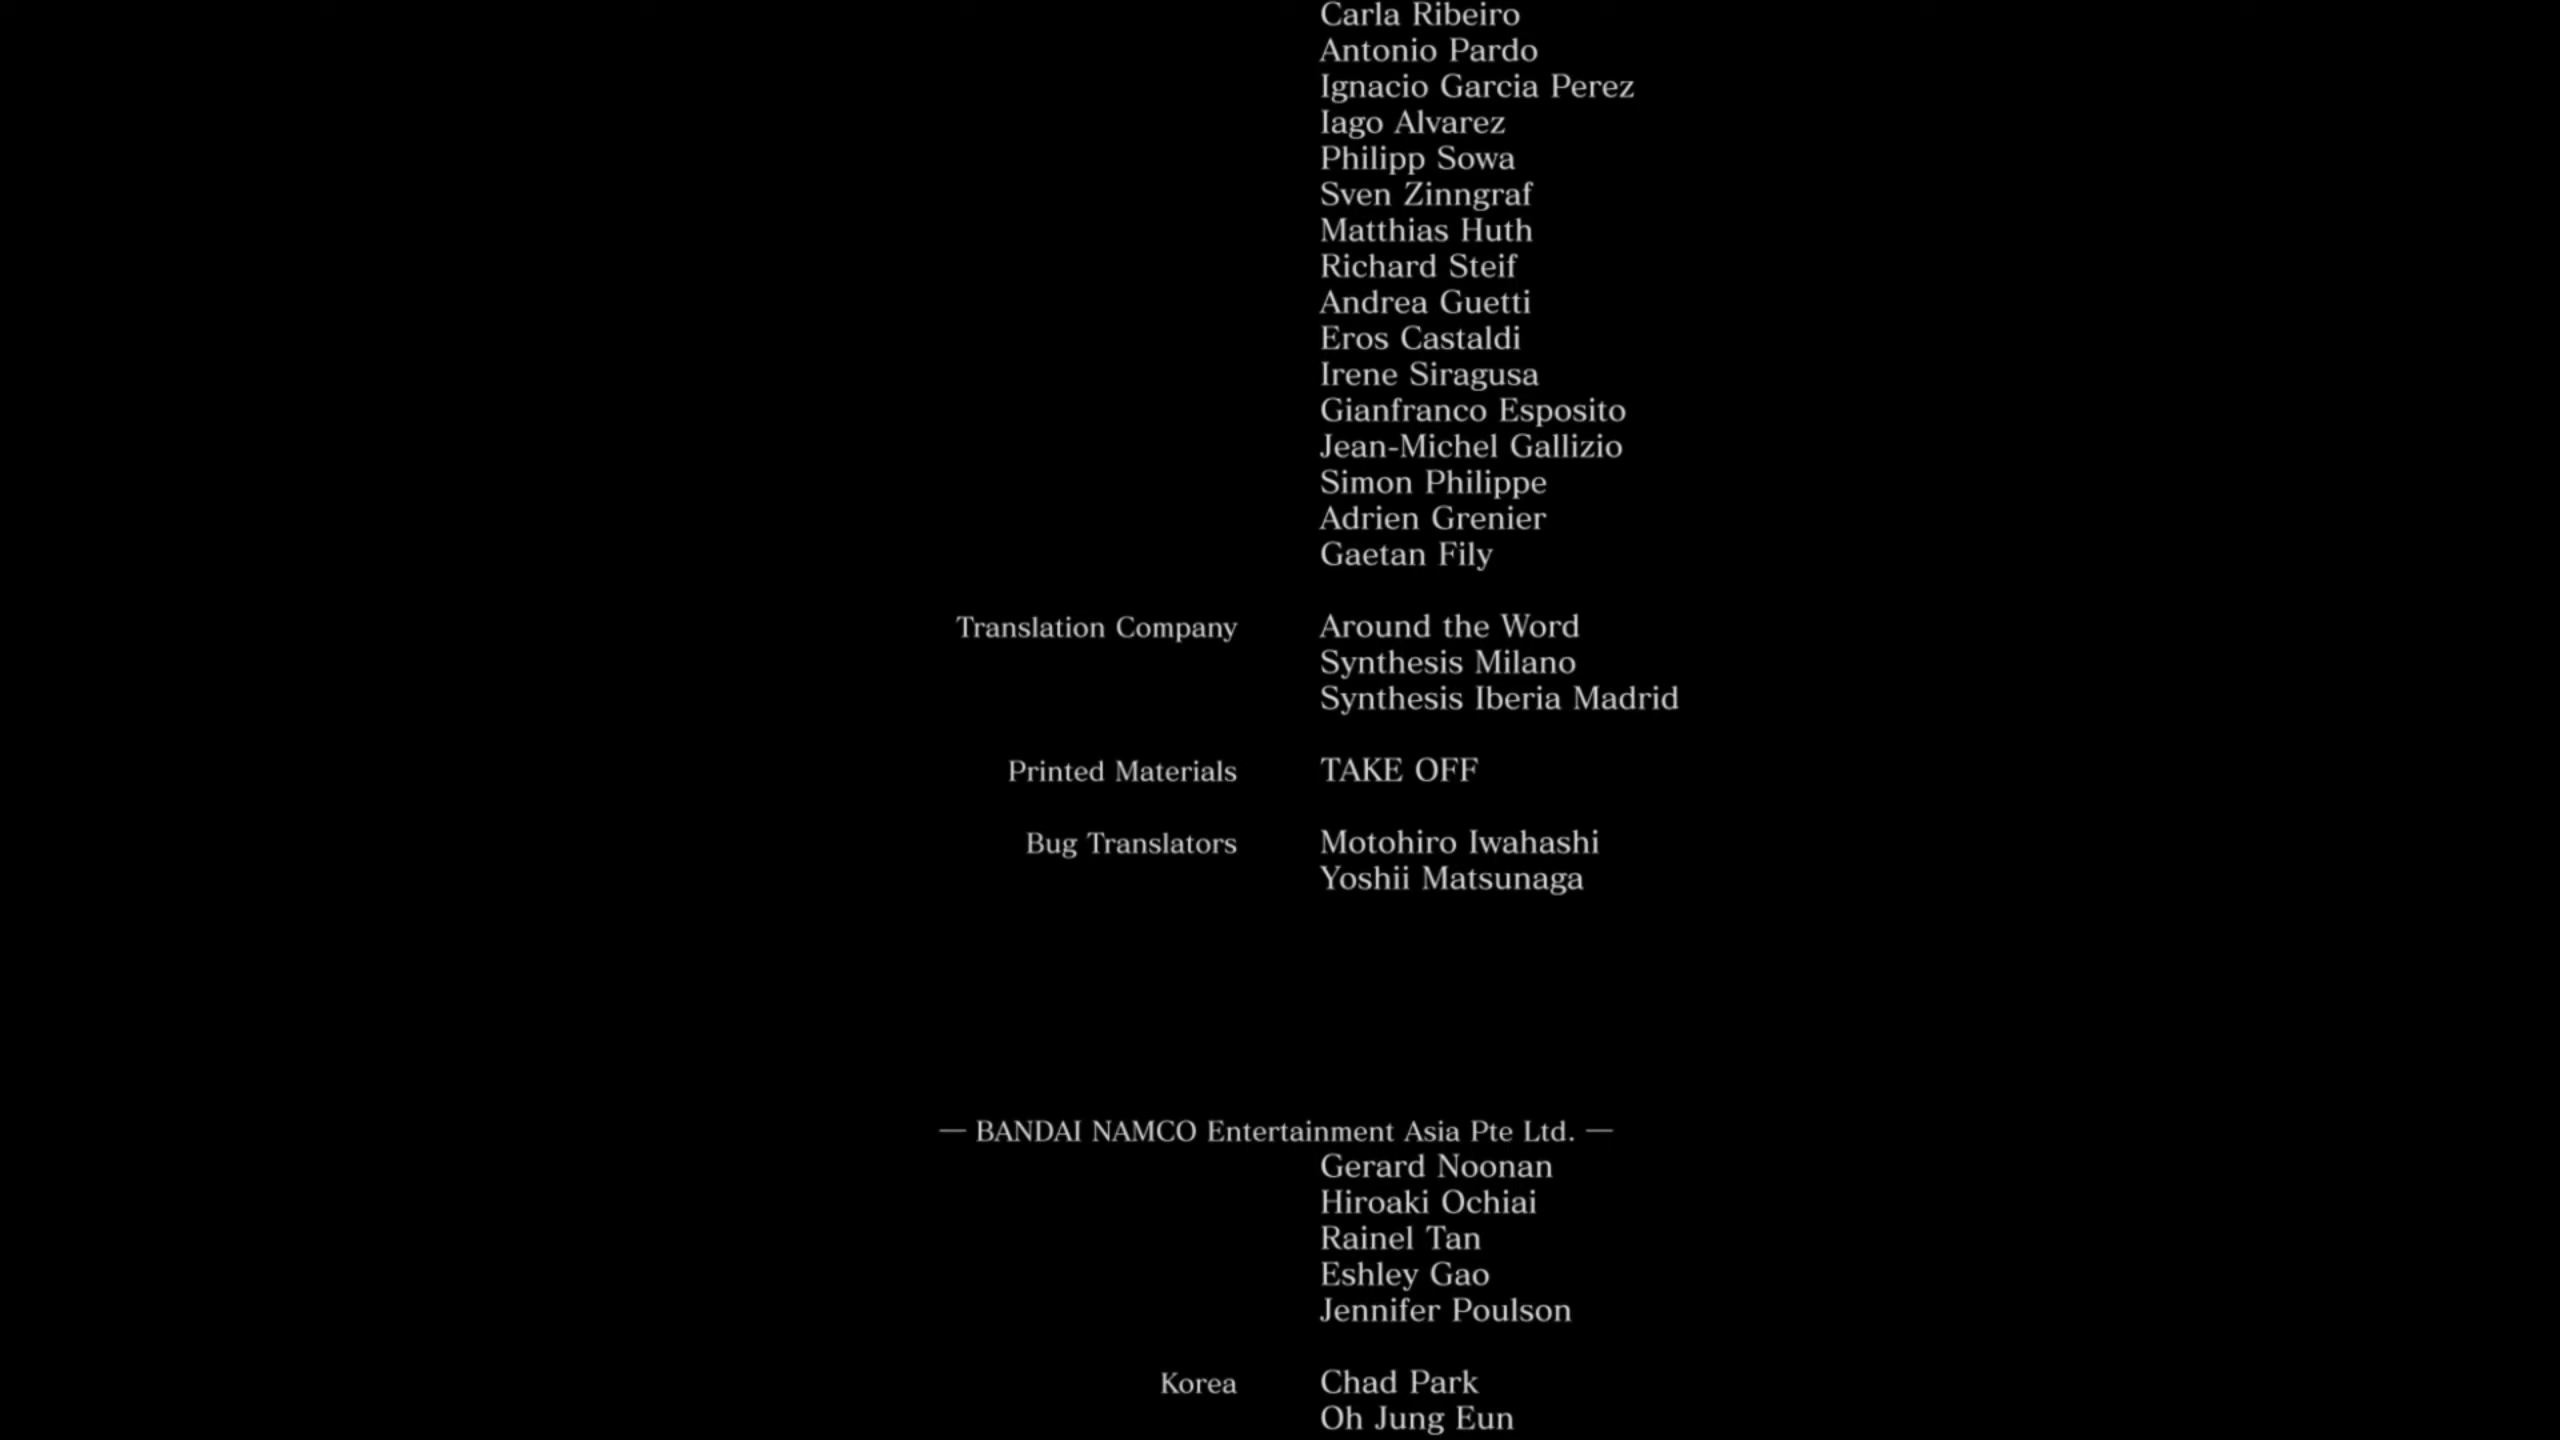 Carla Ribeiro
Antonio Pardo
Ignacio Garcia Perez
Iago Alvarez
Philipp Sowa
Sven Zinngraf
Matthias Huth
Richard Steif
Andrea Guetti
Eros Castaldi
Irene Siragusa
Gianfranco Esposito
Jean-Michel Gallizio
Simon Philippe
Adrien Grenier
Gaetan Fily
Translation Company Around the Word
Synthesis Milano
Synthesis Iberia Madrid
Printed Materials TAKE OFF
Bug Translators Motohiro Iwahashi
Yoshii Matsunaga
— BANDAI NAMCO Entertainment Asia Pte Ltd. —
Gerard Noonan
Hiroaki Ochiai
Rainel Tan
Eshley Gao
Jennifer Poulson
Korea Chad Park
Oh Jung Eun